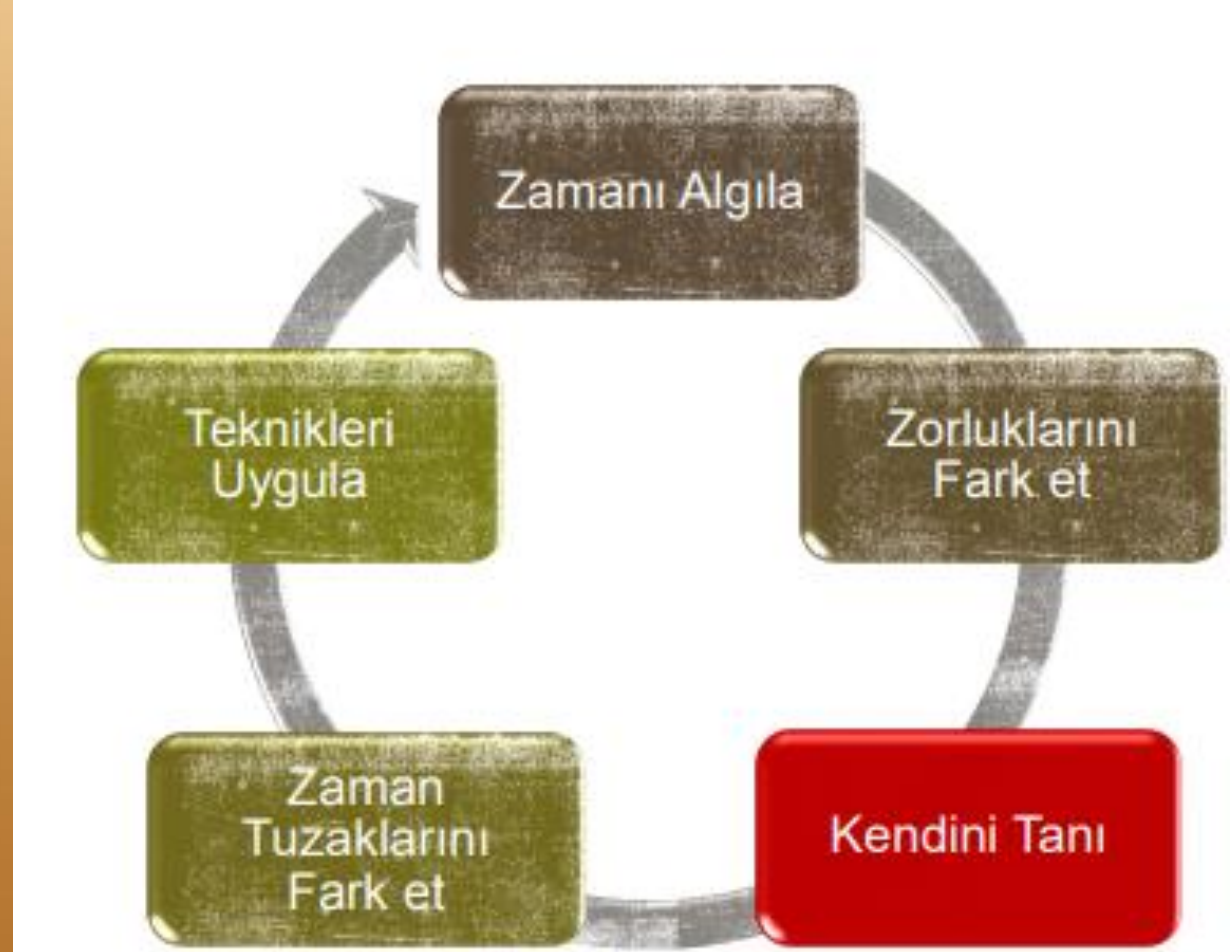 Zamanı Algıla
Zorluklarını
Fark et
Kendini Tanı
Zaman
Tuzaklarını
Fark et
Teknikleri
Uygula